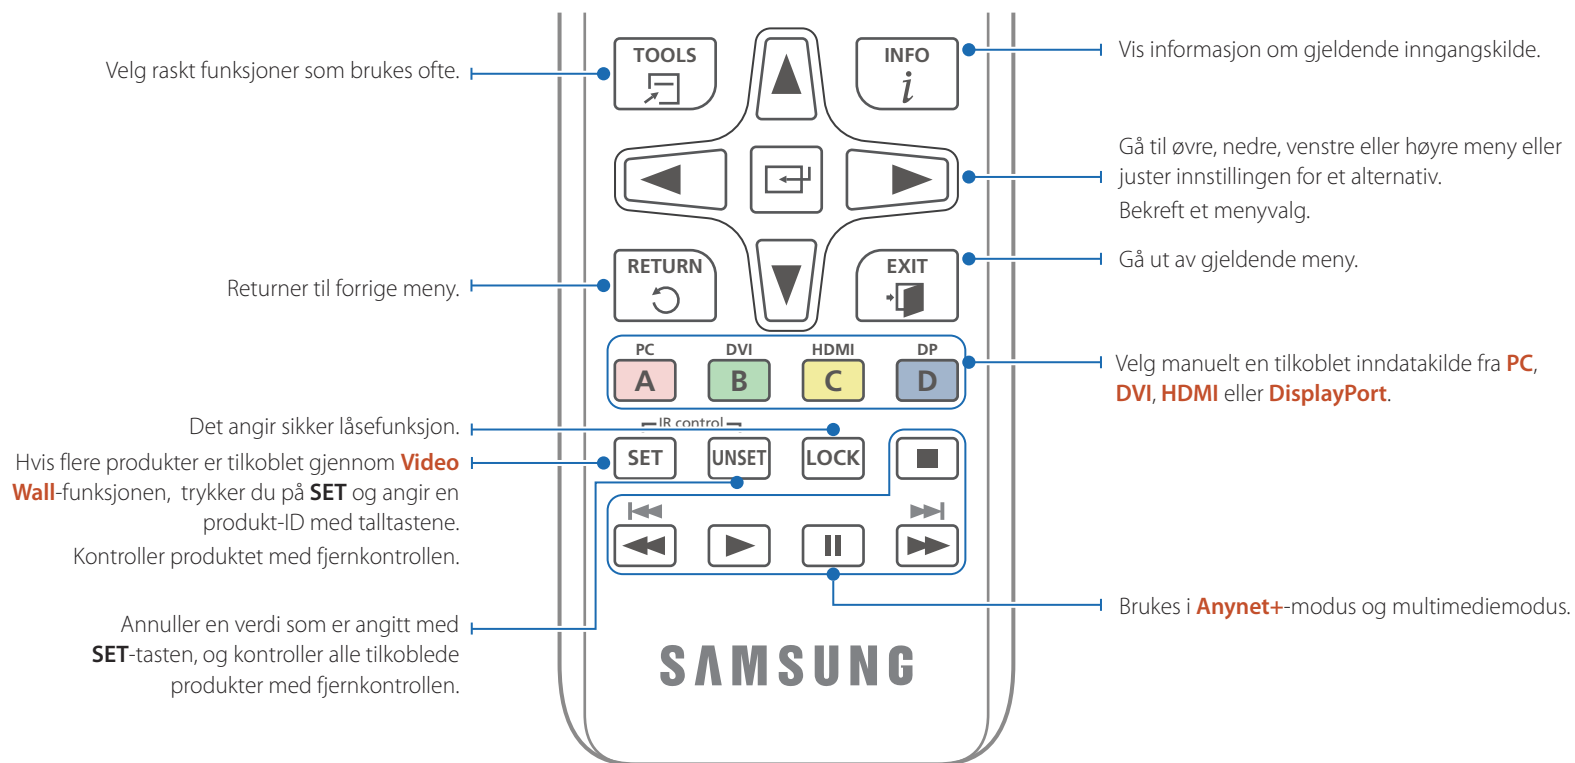 Velg raskt funksjoner som brukes ofte.
TOOLS
INFO
i
Vis informasjon om gjeldende inngangskilde.
Gå til øvre, nedre, venstre eller høyre meny eller
juster innstillingen for et alternativ.
Bekreft et menyvalg.
Returner til forrige meny.
RETURN
EXIT
Gå ut av gjeldende meny.
PC
DVI
HDMI
DP
A
B
C
D
Velg manuelt en tilkoblet inndatakilde fra PC,
DVI, HDMI eller DisplayPort.
Det angir sikker låsefunksjon.
IR control
SET
UNSET
LOCK
Hvis flere produkter er tilkoblet gjennom Video
Wall-funksjonen, trykker du på SET og angir en
produkt-ID med talltastene.
Kontroller produktet med fjernkontrollen.
Annuller en verdi som er angitt med
SET-tasten, og kontroller alle tilkoblede
produkter med fjernkontrollen.
Brukes i Anynet+-modus og multimediemodus.
SAMSUNG